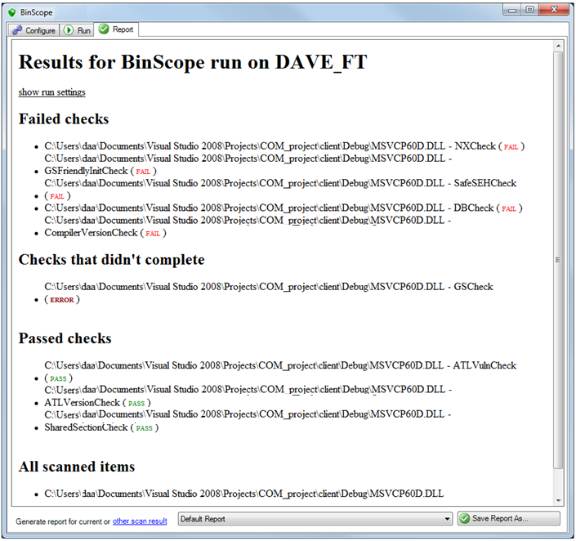 BinScope
Configure Run Report
Results for BinScope run on DAVE_FT
show run settings
Failed checks
C:\Users\daa\Documents\Visual Studio 2008\Projects\COM_project\client\Debug\MSVCP60D.DLL - NXCheck ( FAIL )
C:\Users\daa\Documents\Visual Studio 2008\Projects\COM_project\client\Debug\MSVCP60D.DLL -
GSFriendlyInitCheck ( FAIL )
C:\Users\daa\Documents\Visual Studio 2008\Projects\COM_project\client\Debug\MSVCP60D.DLL - SafeSEHCheck
( FAIL )
C:\Users\daa\Documents\Visual Studio 2008\Projects\COM_project\client\Debug\MSVCP60D.DLL - DBCheck ( FAIL )
C:\Users\daa\Documents\Visual Studio 2008\Projects\COM_project\client\Debug\MSVCP60D.DLL -
CompilerVersionCheck ( FAIL )
Checks that didn't complete
C:\Users\daa\Documents\Visual Studio 2008\Projects\COM_project\client\Debug\MSVCP60D.DLL - GSCheck
( ERROR )
Passed checks
C:\Users\daa\Documents\Visual Studio 2008\Projects\COM_project\client\Debug\MSVCP60D.DLL - ATLVulnCheck
( PASS )
C:\Users\daa\Documents\Visual Studio 2008\Projects\COM_project\client\Debug\MSVCP60D.DLL -
ATLVersionCheck ( PASS )
C:\Users\daa\Documents\Visual Studio 2008\Projects\COM_project\client\Debug\MSVCP60D.DLL -
SharedSectionCheck ( PASS )
All scanned items
C:\Users\daa\Documents\Visual Studio 2008\Projects\COM_project\client\Debug\MSVCP60D.DLL
Generate report for current or other scan result Default Report Save Report As...